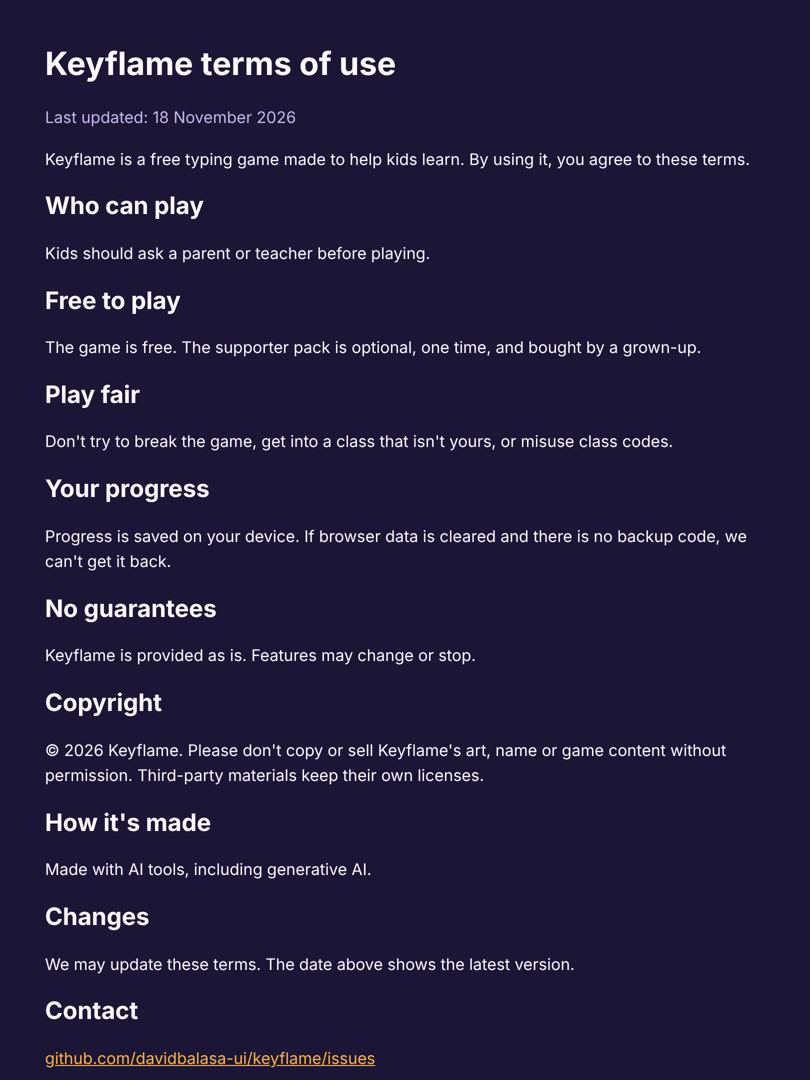 Keyflame terms of use
Last updated: 18 November 2026
Keyflame is a free typing game made to help kids learn. By using it, you agree to these terms.
Who can play
Kids should ask a parent or teacher before playing.
Free to play
The game is free. The supporter pack is optional, one time, and bought by a grown-up.
Play fair
Don't try to break the game, get into a class that isn't yours, or misuse class codes.
Your progress
Progress is saved on your device. If browser data is cleared and there is no backup code, we
can't get it back.
No guarantees
Keyflame is provided as is. Features may change or stop.
Copyright
© 2026 Keyflame. Please don't copy or sell Keyflame's art, name or game content without
permission. Third-party materials keep their own licenses.
How it's made
Made with AI tools, including generative AI.
Changes
We may update these terms. The date above shows the latest version.
Contact
github.com/davidbalasa-ui/keyflame/issues